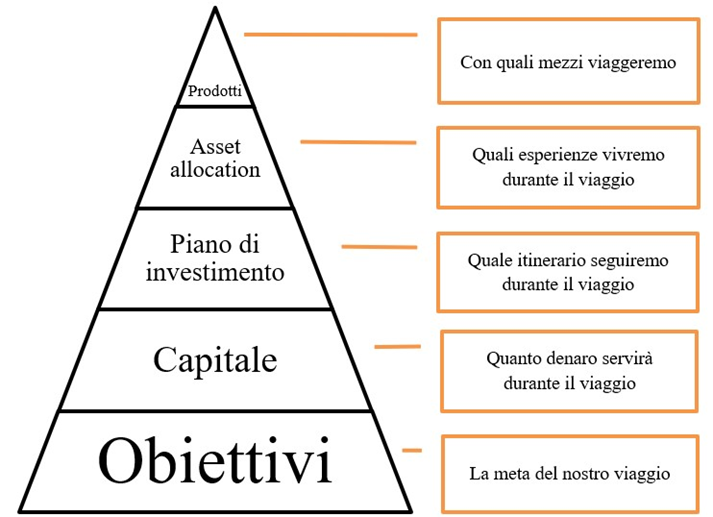 Prodotti
Con quali mezzi viaggeremo
Asset
allocation
Quali esperienze vivremo
durante il viaggio
Piano di
investimento
Quale itinerario seguiremo
durante il viaggio
Capitale
Quanto denaro servirà
durante il viaggio
Obiettivi
La meta del nostro viaggio